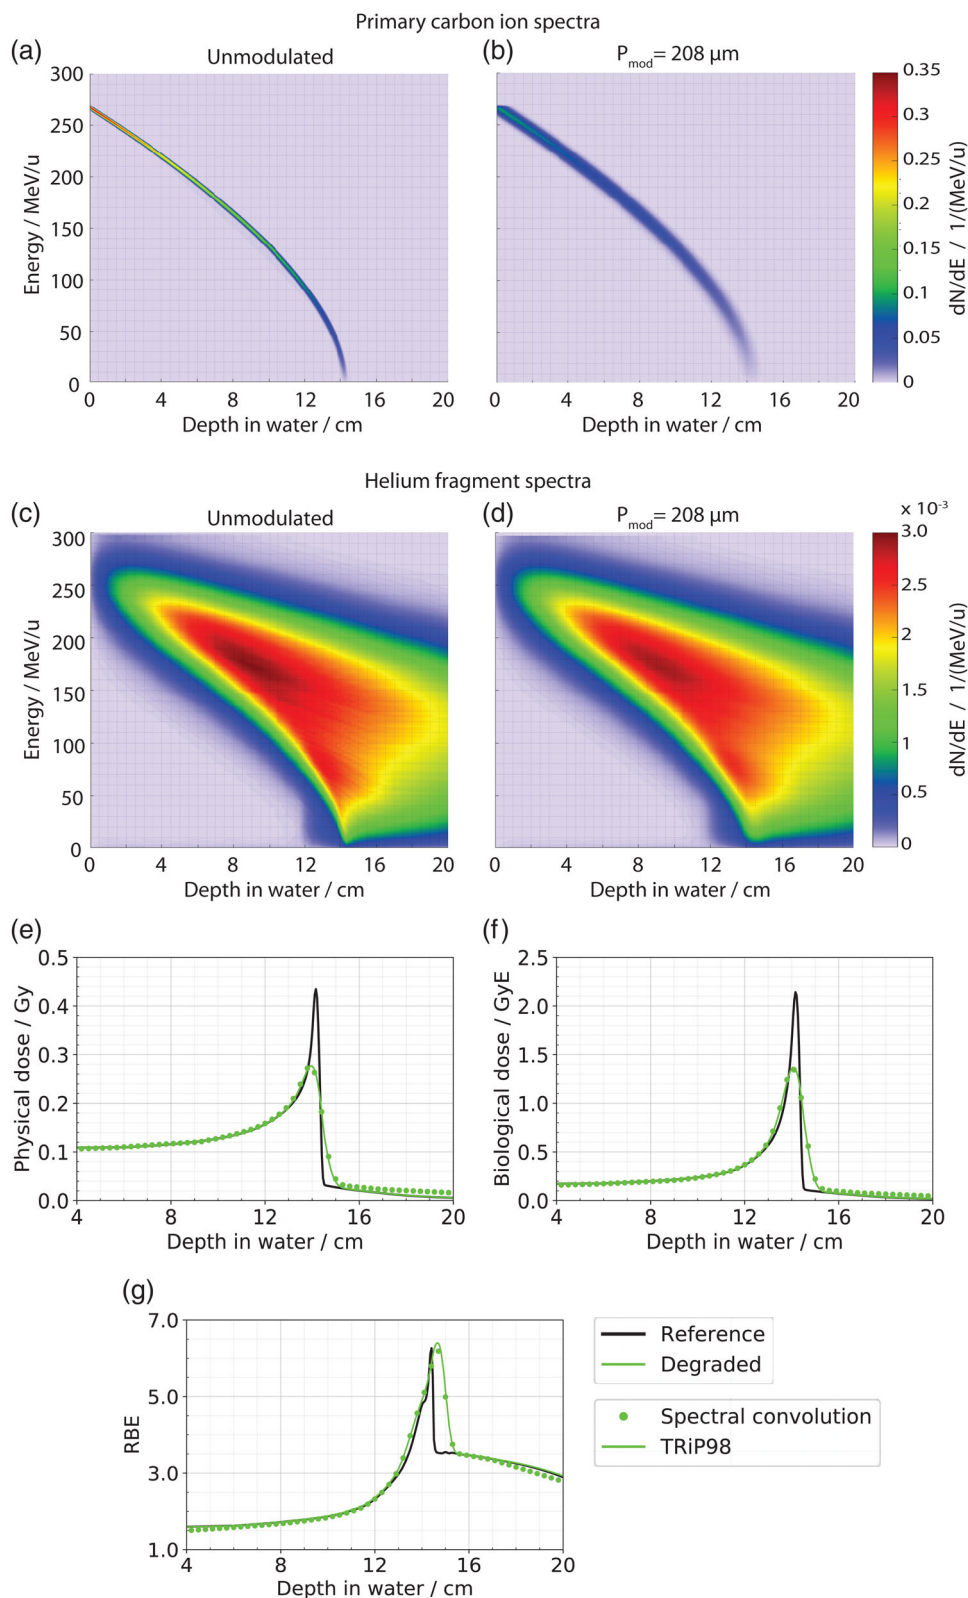 Primary carbon ion spectra
(a) (b)
Unmodulated P_mod = 208 µm
300
250
200
150
100
50
0
Energy / MeV/u
0 4 8 12 16 20
Depth in water / cm
0 4 8 12 16 20
Depth in water / cm
0.35
0.3
0.25
0.2
0.15
0.1
0.05
0
dN/dE / 1/(MeV/u)
Helium fragment spectra
(c) (d)
Unmodulated P_mod = 208 µm
300
250
200
150
100
50
0
Energy / MeV/u
0 4 8 12 16 20
Depth in water / cm
0 4 8 12 16 20
Depth in water / cm
x 10⁻³
3.0
2.5
2
1.5
1
0.5
0
dN/dE / 1/(MeV/u)
(e)
0.5
0.4
0.3
0.2
0.1
0.0
Physical dose / Gy
4 8 12 16 20
Depth in water / cm
(f)
2.5
2.0
1.5
1.0
0.5
0.0
Biological dose / GyE
4 8 12 16 20
Depth in water / cm
(g)
7.0
5.0
3.0
1.0
RBE
4 8 12 16 20
Depth in water / cm
Reference
Degraded
Spectral convolution
TRiP98